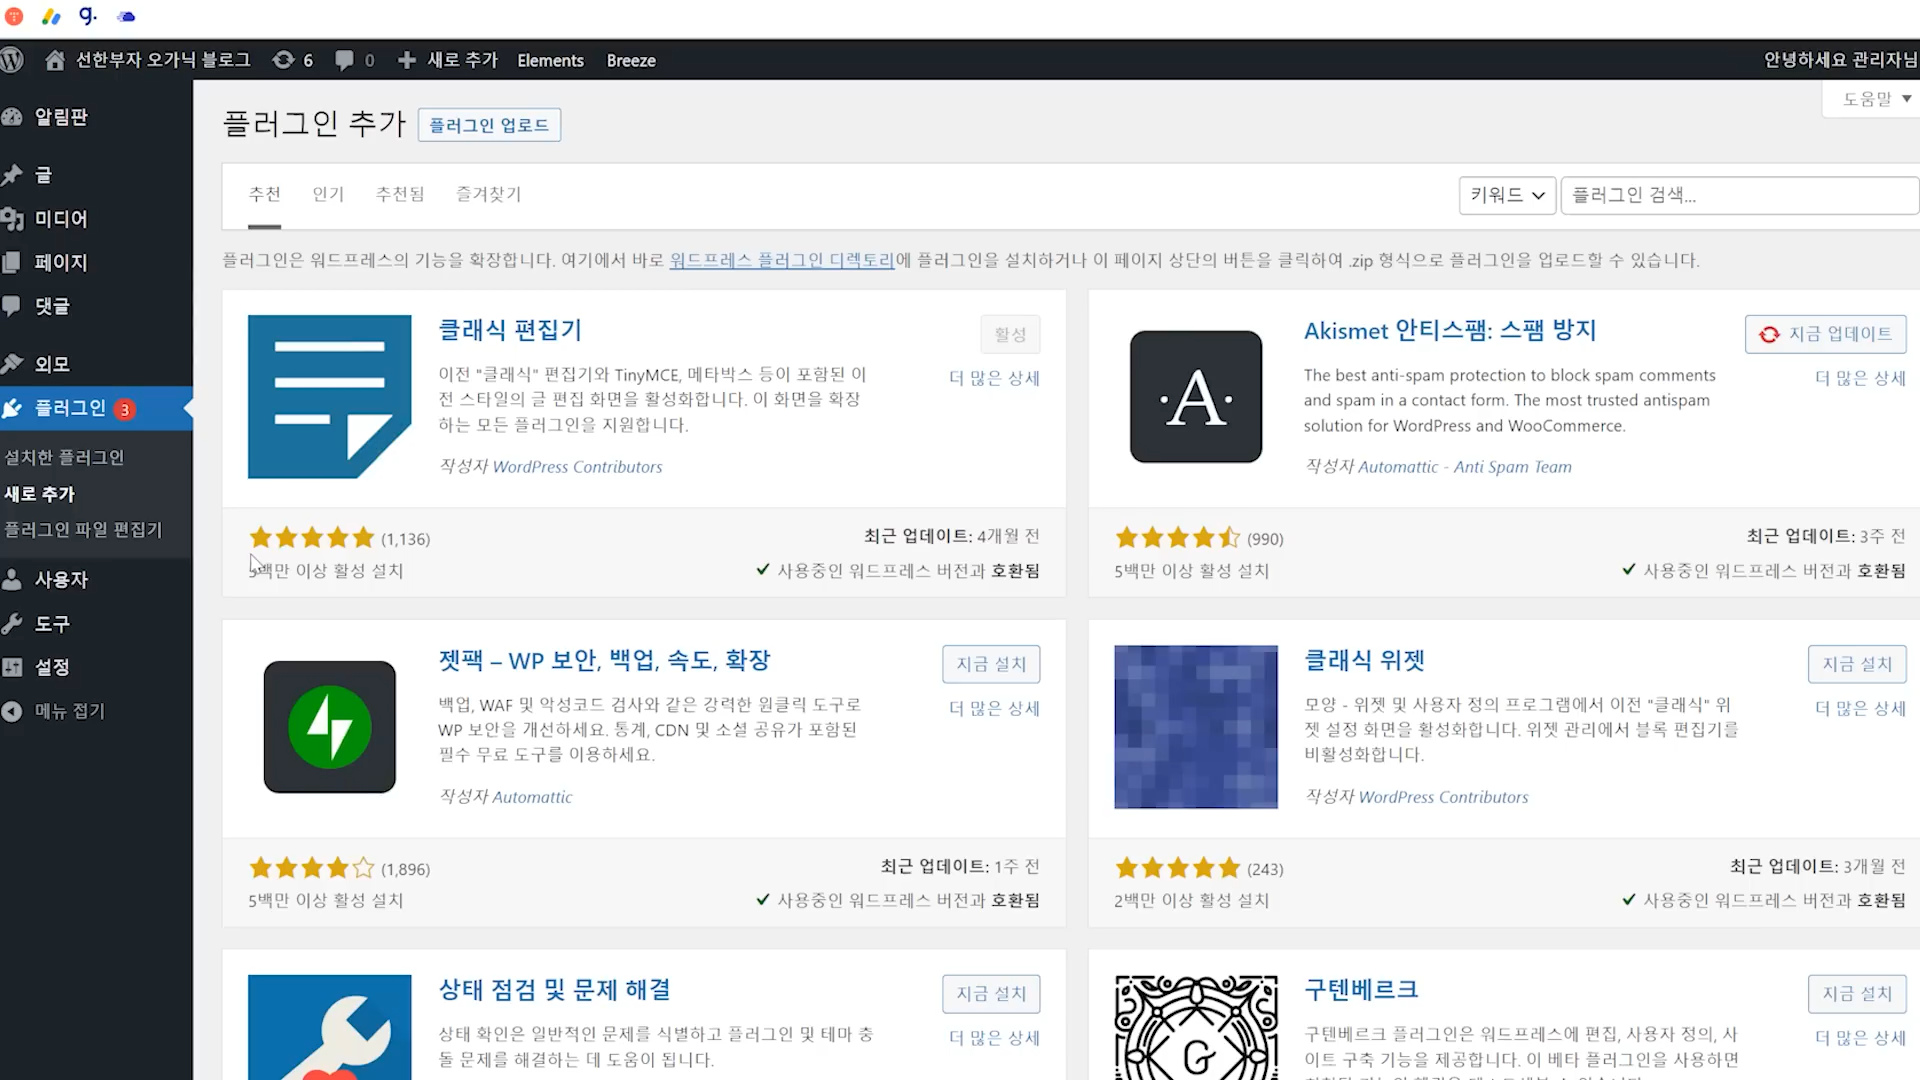 g.
선한부자 오가닉 블로그 6 0 새로 추가 Elements Breeze 안녕하세요 관리자님
알림판
글
미디어
페이지
댓글
외모
플러그인 3
설치한 플러그인
새로 추가
플러그인 파일 편집기
사용자
도구
설정
메뉴 접기
도움말
플러그인 추가 플러그인 업로드
추천 인기 추천됨 즐겨찾기 키워드 플러그인 검색...
플러그인은 워드프레스의 기능을 확장합니다. 여기에서 바로 워드프레스 플러그인 디렉토리에 플러그인을 설치하거나 이 페이지 상단의 버튼을 클릭하여 .zip 형식으로 플러그인을 업로드할 수 있습니다.
클래식 편집기
활성
더 많은 상세
이전 "클래식" 편집기와 TinyMCE, 메타박스 등이 포함된 이
전 스타일의 글 편집 화면을 활성화합니다. 이 화면을 확장
하는 모든 플러그인을 지원합니다.
작성자 WordPress Contributors
(1,136)
5백만 이상 활성 설치
최근 업데이트: 4개월 전
사용중인 워드프레스 버전과 호환됨
A
Akismet 안티스팸: 스팸 방지
지금 업데이트
더 많은 상세
The best anti-spam protection to block spam comments
and spam in a contact form. The most trusted antispam
solution for WordPress and WooCommerce.
작성자 Automattic - Anti Spam Team
(990)
5백만 이상 활성 설치
최근 업데이트: 3주 전
사용중인 워드프레스 버전과 호환됨
젯팩 – WP 보안, 백업, 속도, 확장
지금 설치
더 많은 상세
백업, WAF 및 악성코드 검사와 같은 강력한 원클릭 도구로
WP 보안을 개선하세요. 통계, CDN 및 소셜 공유가 포함된
필수 무료 도구를 이용하세요.
작성자 Automattic
(1,896)
5백만 이상 활성 설치
최근 업데이트: 1주 전
사용중인 워드프레스 버전과 호환됨
클래식 위젯
지금 설치
더 많은 상세
모양 - 위젯 및 사용자 정의 프로그램에서 이전 "클래식" 위
젯 설정 화면을 활성화합니다. 위젯 관리에서 블록 편집기를
비활성화합니다.
작성자 WordPress Contributors
(243)
2백만 이상 활성 설치
최근 업데이트: 3개월 전
사용중인 워드프레스 버전과 호환됨
상태 점검 및 문제 해결
지금 설치
더 많은 상세
상태 확인은 일반적인 문제를 식별하고 플러그인 및 테마 충
돌 문제를 해결하는 데 도움이 됩니다.
G
구텐베르크
지금 설치
더 많은 상세
구텐베르크 플러그인은 워드프레스에 편집, 사용자 정의, 사
이트 구축 기능을 제공합니다. 이 베타 플러그인을 사용하면